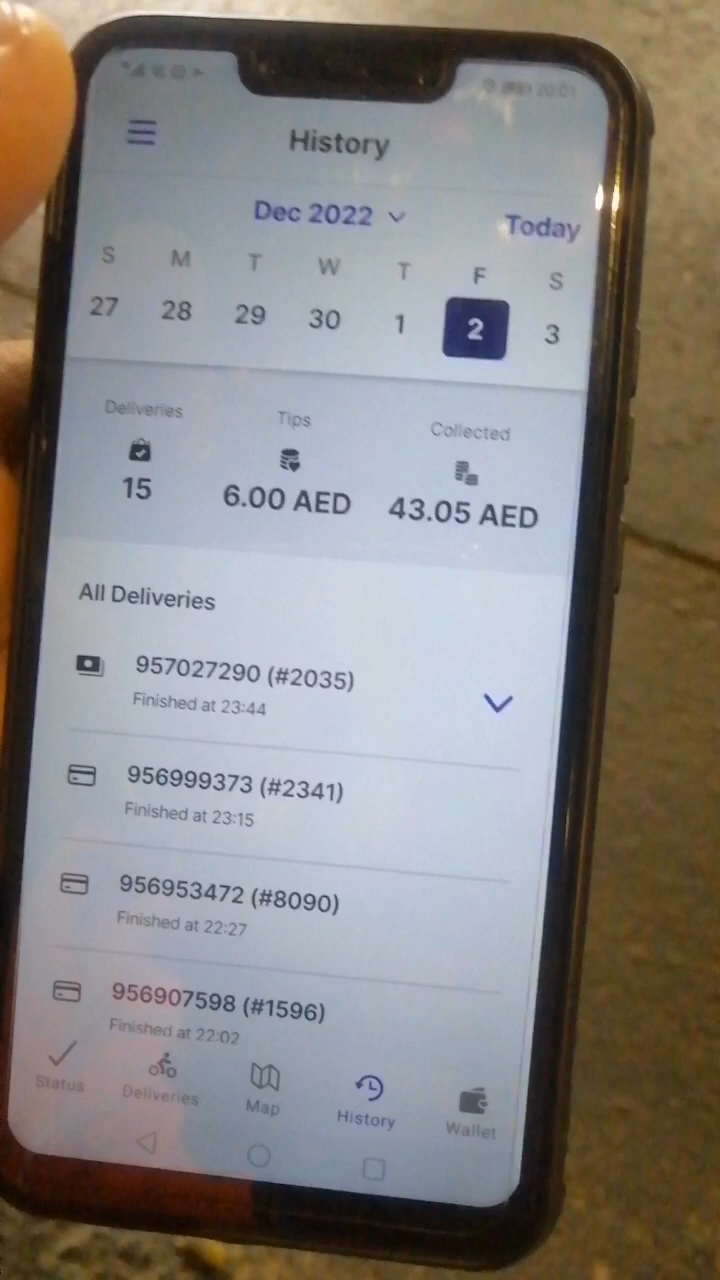 20:01
History
Dec 2022
Today
S M T W T F S
27 28 29 30 1 2 3
Deliveries Tips Collected
15 6.00 AED 43.05 AED
All Deliveries
957027290 (#2035)
Finished at 23:44
956999373 (#2341)
Finished at 23:15
956953472 (#8090)
Finished at 22:27
956907598 (#1596)
Finished at 22:02
Status Deliveries Map History Wallet